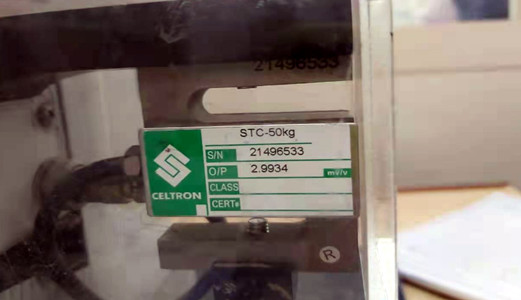 21496533
STC-50kg
S/N 21496533
O/P 2.9934 mV/V
CLASS
CERT●
CELTRON
R